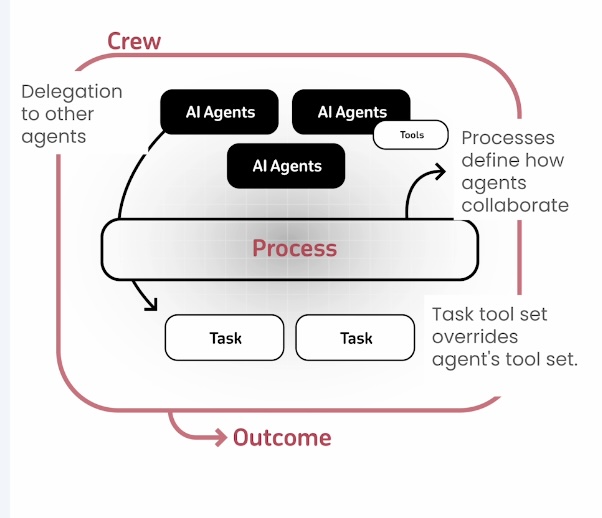 Crew
Delegation
to other
agents
AI Agents
AI Agents
Tools
AI Agents
Processes
define how
agents
collaborate
Process
Task tool set
overrides
agent's tool set.
Task
Task
Outcome